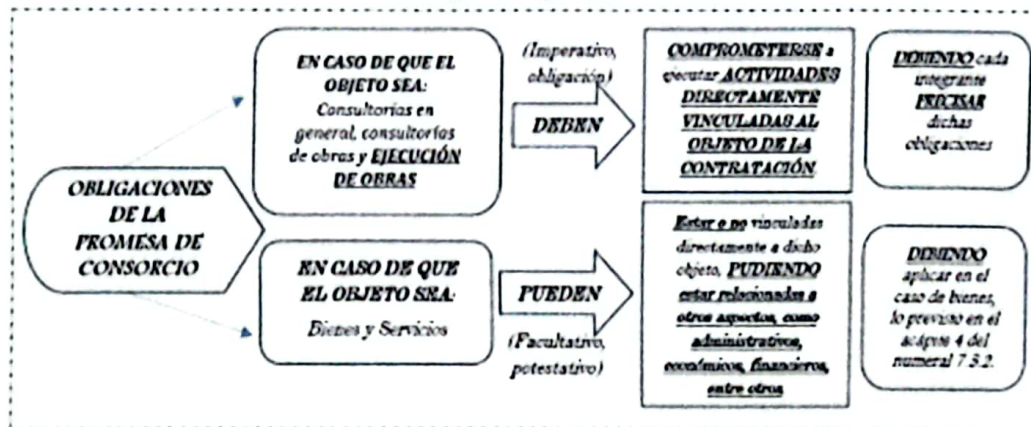 OBLIGACIONES
DE LA
PROMESA DE
CONSORCIO
EN CASO DE QUE EL
OBJETO SEA:
Consultorías en
general, consultorías
de obras y EJECUCIÓN
DE OBRAS
(Imperativo,
obligación)
DEBEN
COMPROMETERSE a
ejecutar ACTIVIDADES
DIRECTAMENTE
VINCULADAS AL
OBJETO DE LA
CONTRATACIÓN
DEBIENDO cada
integrante
PRECISAR
dichas
obligaciones
EN CASO DE QUE
EL OBJETO SEA:
Bienes y Servicios
PUEDEN
(Facultativo,
potestativo)
Estar o no vinculadas
directamente a dicho
objeto, PUDIENDO
estar relacionadas a
otros aspectos, como
administrativos,
económicos, financieros,
entre otros
DEBIENDO
aplicar en el
caso de bienes,
lo previsto en el
acápite 4 del
numeral 7.5.2.